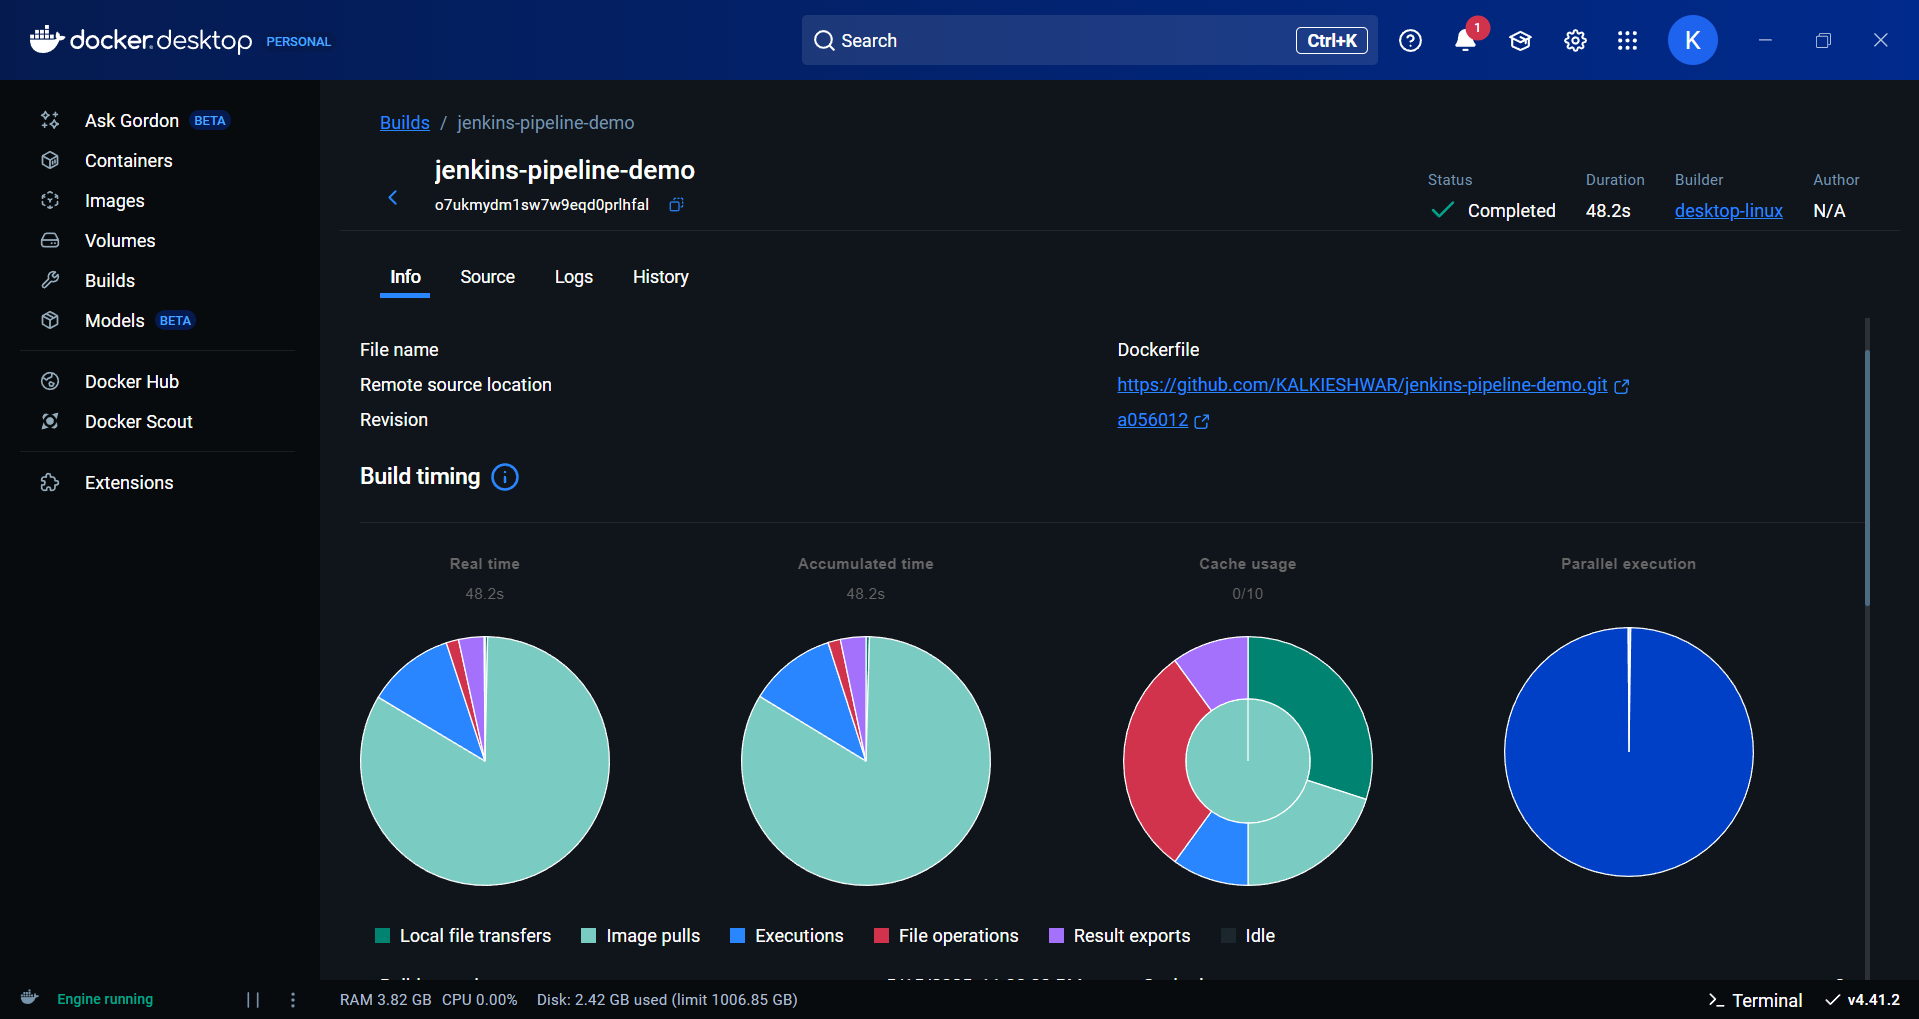 docker.desktop PERSONAL
Search Ctrl+K
1
K
Ask Gordon BETA
Containers
Images
Volumes
Builds
Models BETA
Docker Hub
Docker Scout
Extensions
Builds / jenkins-pipeline-demo
jenkins-pipeline-demo
o7ukmydm1sw7w9eqd0prlhfal
Status Duration Builder Author
Completed 48.2s desktop-linux N/A
Info Source Logs History
File name Dockerfile
Remote source location https://github.com/KALKIESHWAR/jenkins-pipeline-demo.git
Revision a056012
Build timing
Real time Accumulated time Cache usage Parallel execution
48.2s 48.2s 0/10
Local file transfers Image pulls Executions File operations Result exports Idle
Engine running RAM 3.82 GB CPU 0.00% Disk: 2.42 GB used (limit 1006.85 GB) Terminal v4.41.2